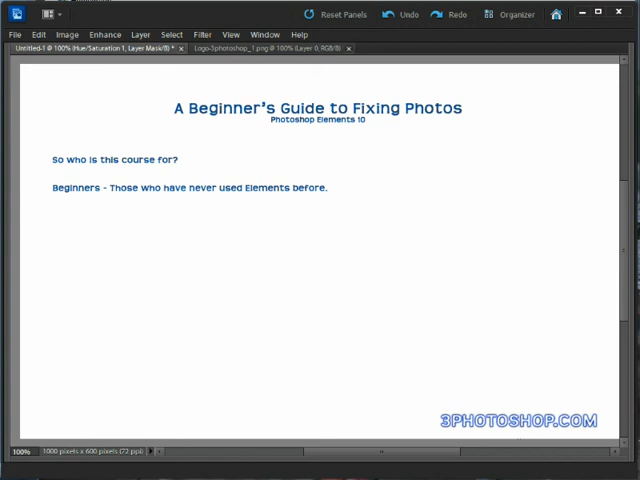 Reset Panels Undo Redo Organizer
File Edit Image Enhance Layer Select Filter View Window Help
Untitled-1 @ 100% (Hue/Saturation 1, Layer Mask/8) * × Logo-3photoshop_1.png @ 100% (Layer 0, RGB/8) ×
A Beginner's Guide to Fixing Photos
Photoshop Elements 10
So who is this course for?
Beginners - Those who have never used Elements before.
3PHOTOSHOP.COM
100% 1000 pixels x 600 pixels (72 ppi)